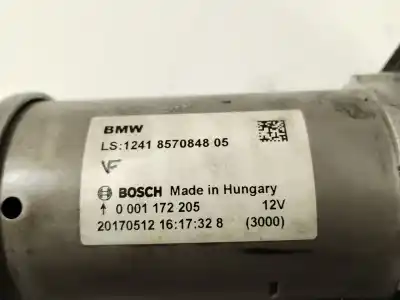 BMW
LS:1241 8570848 05
VF
BOSCH Made in Hungary
↑ 0 001 172 205 12V
20170512 16:17:32 8 (3000)